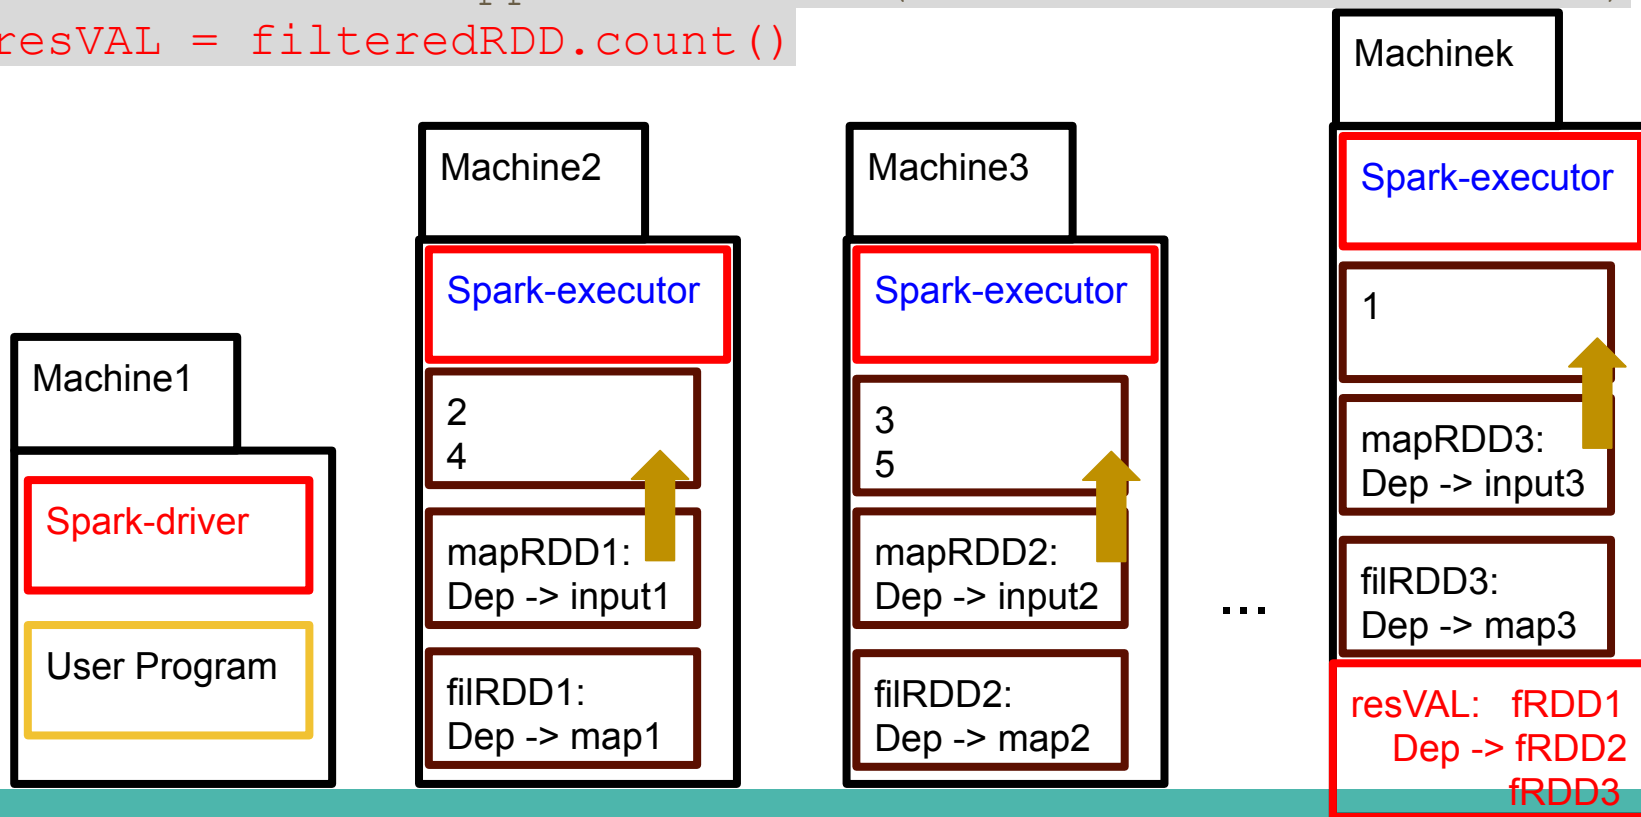 resVAL = filteredRDD.count()
Machinek
Spark-executor
1
mapRDD3:
Dep -> input3
filRDD3:
Dep -> map3
resVAL: fRDD1
Dep -> fRDD2
fRDD3
Machine2
Spark-executor
2
4
mapRDD1:
Dep -> input1
filRDD1:
Dep -> map1
Machine3
Spark-executor
3
5
mapRDD2:
Dep -> input2
filRDD2:
Dep -> map2
...
Machine1
Spark-driver
User Program